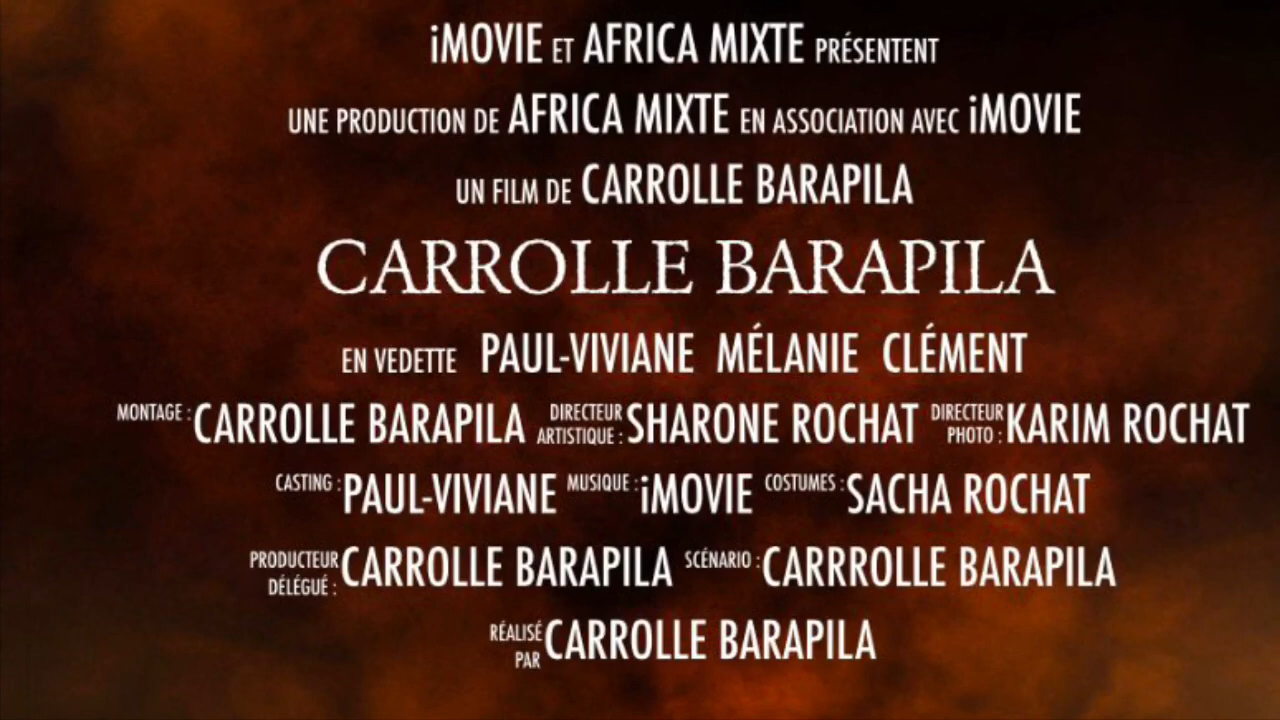 iMOVIE ET AFRICA MIXTE PRÉSENTENT
UNE PRODUCTION DE AFRICA MIXTE EN ASSOCIATION AVEC iMOVIE
UN FILM DE CARROLLE BARAPILA
CARROLLE BARAPILA
EN VEDETTE PAUL-VIVIANE MÉLANIE CLÉMENT
MONTAGE : CARROLLE BARAPILA DIRECTEUR ARTISTIQUE : SHARONE ROCHAT DIRECTEUR PHOTO : KARIM ROCHAT
CASTING : PAUL-VIVIANE MUSIQUE : iMOVIE COSTUMES : SACHA ROCHAT
PRODUCTEUR DÉLÉGUÉ : CARROLLE BARAPILA SCÉNARIO : CARRROLLE BARAPILA
RÉALISÉ PAR CARROLLE BARAPILA